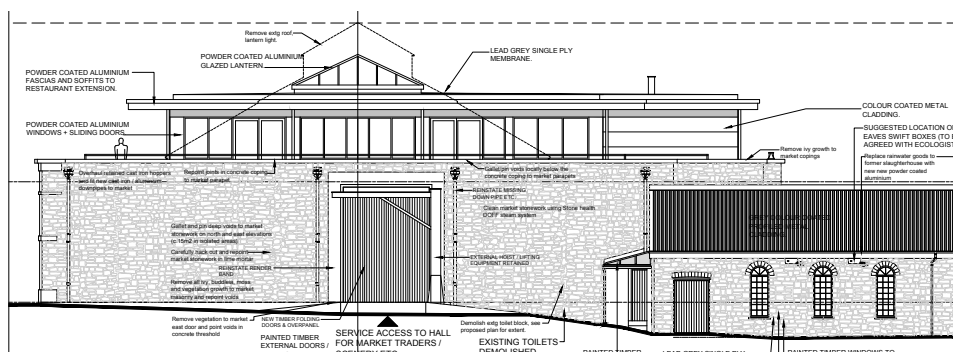 Remove extg roof
lantern light.
POWDER COATED ALUMINIUM
GLAZED LANTERN
LEAD GREY SINGLE PLY
MEMBRANE.
POWDER COATED ALUMINIUM
FASCIAS AND SOFFITS TO
RESTAURANT EXTENSION.
POWDER COATED ALUMINIUM
WINDOWS + SLIDING DOORS
COLOUR COATED METAL
CLADDING.
SUGGESTED LOCATION OF
EAVES SWIFT BOXES (TO B
AGREED WITH ECOLOGIST
Remove ivy growth to
market copings
Replace rainwater goods to
former slaughterhouse with
new new powder coated
aluminium
Overhaul retained cast iron hoppers
and fit new cast iron / aluminium
downpipes to market
Repoint joints in concrete coping
to market parapet
Gallet/pin voids locally below the
concrete coping to market parapets
REINSTATE MISSING
DOWN PIPE ETC
Clean market stonework using Stone health
DOFF steam system
GREY COLOUR COATED
METAL
CLADDING
Gallet and pin deep voids to market
stonework on north and east elevations
(c.15m2 in isolated areas)
Carefully hack out and repoint
market stonework in lime mortar
REINSTATE RENDER
BAND
Remove all ivy, buddleia, moss
and vegetation growth to market
masonry and repoint voids
EXTERNAL HOIST / LIFTING
EQUIPMENT RETAINED
Remove vegetation to market
east door and point voids in
concrete threshold
NEW TIMBER FOLDING
DOORS & OVERPANEL
PAINTED TIMBER
EXTERNAL DOORS /
SERVICE ACCESS TO HALL
FOR MARKET TRADERS /
Demolish extg toilet block, see
proposed plan for extent.
EXISTING TOILETS
DEMOLISHED
PAINTED TIMBER
LEAD GREY SINGLE PLY
PAINTED TIMBER WINDOWS TO